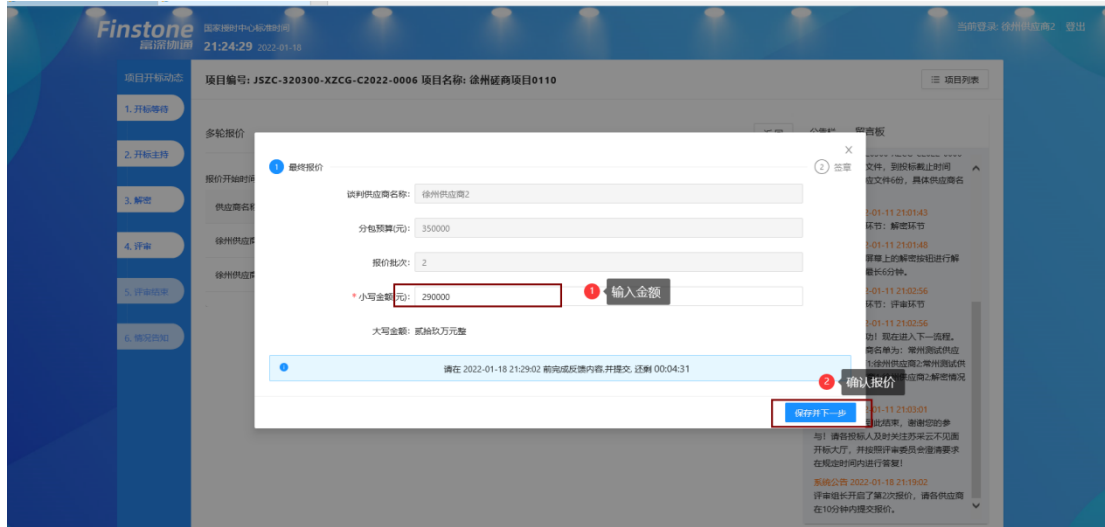 Finstone
富深协通
国家授时中心标准时间
21:24:29 2022-01-18
当前登录: 徐州供应商2 登出
项目开标动态
项目编号: JSZC-320300-XZCG-C2022-0006 项目名称: 徐州磋商项目0110
项目列表
1. 开标等待
2. 开标主持
3. 解密
4. 评审
5. 评审结果
6. 情况告知
多轮报价
留言板
报价开始时间
供应商名称
徐州供应商
徐州供应商
1 最终报价
2 签章
X
谈判供应商名称: 徐州供应商2
分包预算(元): 350000
报价批次: 2
* 小写金额(元): 290000
1 输入金额
大写金额: 贰拾玖万元整
请在 2022-01-18 21:29:02 前完成反馈内容,并提交, 还剩 00:04:31
2 确认报价
保存并下一步
文件，到投标截止时间
应文件6份，具体供应商名
-01-11 21:01:43
环节：解密环节
-01-11 21:01:48
屏幕上的解密按钮进行解
最长6分钟。
-01-11 21:02:56
环节：评审环节
-01-11 21:02:56
功！现在进入下一流程。
商名单为：常州测试供应
1;徐州供应商2;常州测试供
供应商2;解密情况
-01-11 21:03:01
此结束，谢谢您的参
与！请各投标人及时关注苏采云不见面
开标大厅，并按照评审委员会澄清要求
在规定时间内进行答复！
系统公告 2022-01-18 21:19:02
评审组长开启了第2次报价，请各供应商
在10分钟内提交报价。